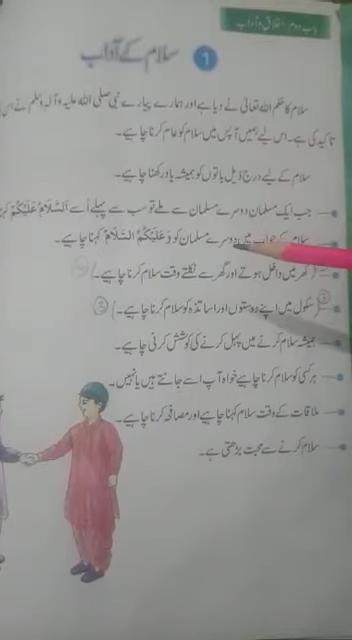 باب دوم: اخلاق و آداب
1 سلام کے آداب
سلام کا حکم اللہ تعالیٰ نے دیا ہے اور ہمارے پیارے نبی صلی اللہ علیہ وآلہٖ وسلم نے اس
تاکید کی ہے۔ اس لیے ہمیں آپس میں سلام کو عام کرنا چاہیے۔
سلام کے لیے درج ذیل باتوں کو ہمیشہ یاد رکھنا چاہیے۔
جب ایک مسلمان دوسرے مسلمان سے ملے تو سب سے پہلے اُسے اَلسَّلَامُ عَلَيْكُمْ
سلام کے جواب میں دوسرے مسلمان کو وَعَلَيْكُمُ السَّلَامُ کہنا چاہیے۔
(گھر میں داخل ہوتے اور گھر سے نکلتے وقت سلام کرنا چاہیے۔)
(سکول میں اپنے دوستوں اور اساتذہ کو سلام کرنا چاہیے۔)
ہمیشہ سلام کرنے میں پہل کرنے کی کوشش کرنی چاہیے۔
ہر کسی کو سلام کرنا چاہیے خواہ آپ اسے جانتے ہیں یا نہیں۔
ملاقات کے وقت سلام کہنا چاہیے اور مصافحہ کرنا چاہیے۔
سلام کرنے سے محبت بڑھتی ہے۔